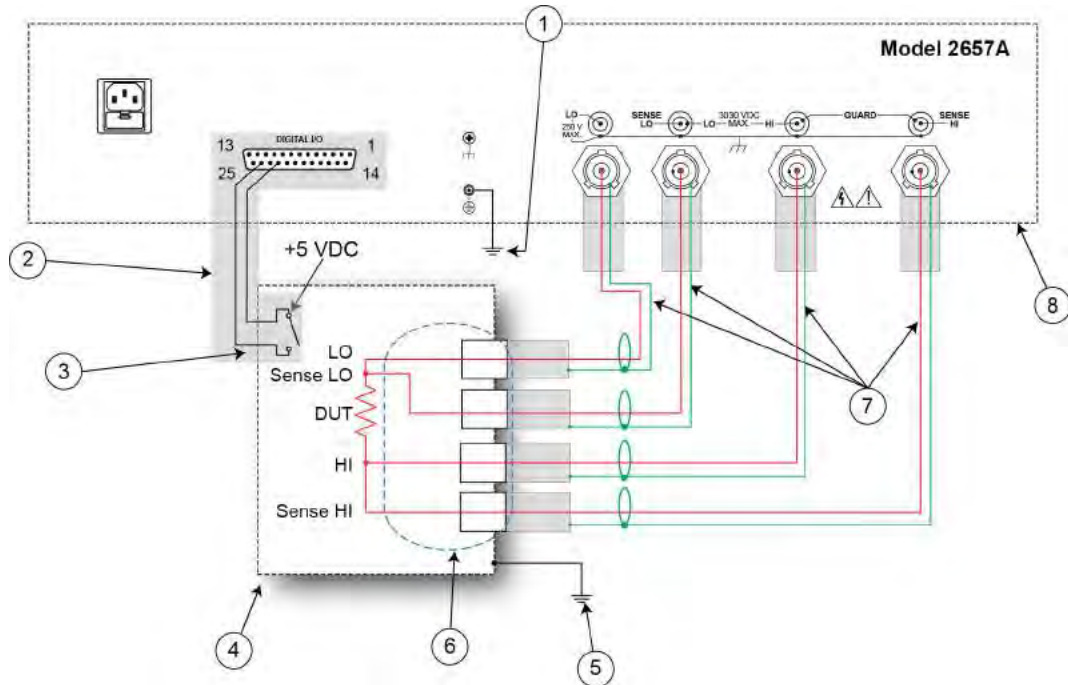 1
Model 2657A
LO
250 V
MAX.
SENSE
LO
LO
3030 VDC
MAX
HI
GUARD
SENSE
HI
DIGITAL I/O
13
1
25
14
2
+5 VDC
8
3
LO
Sense LO
DUT
7
HI
Sense HI
4
6
5